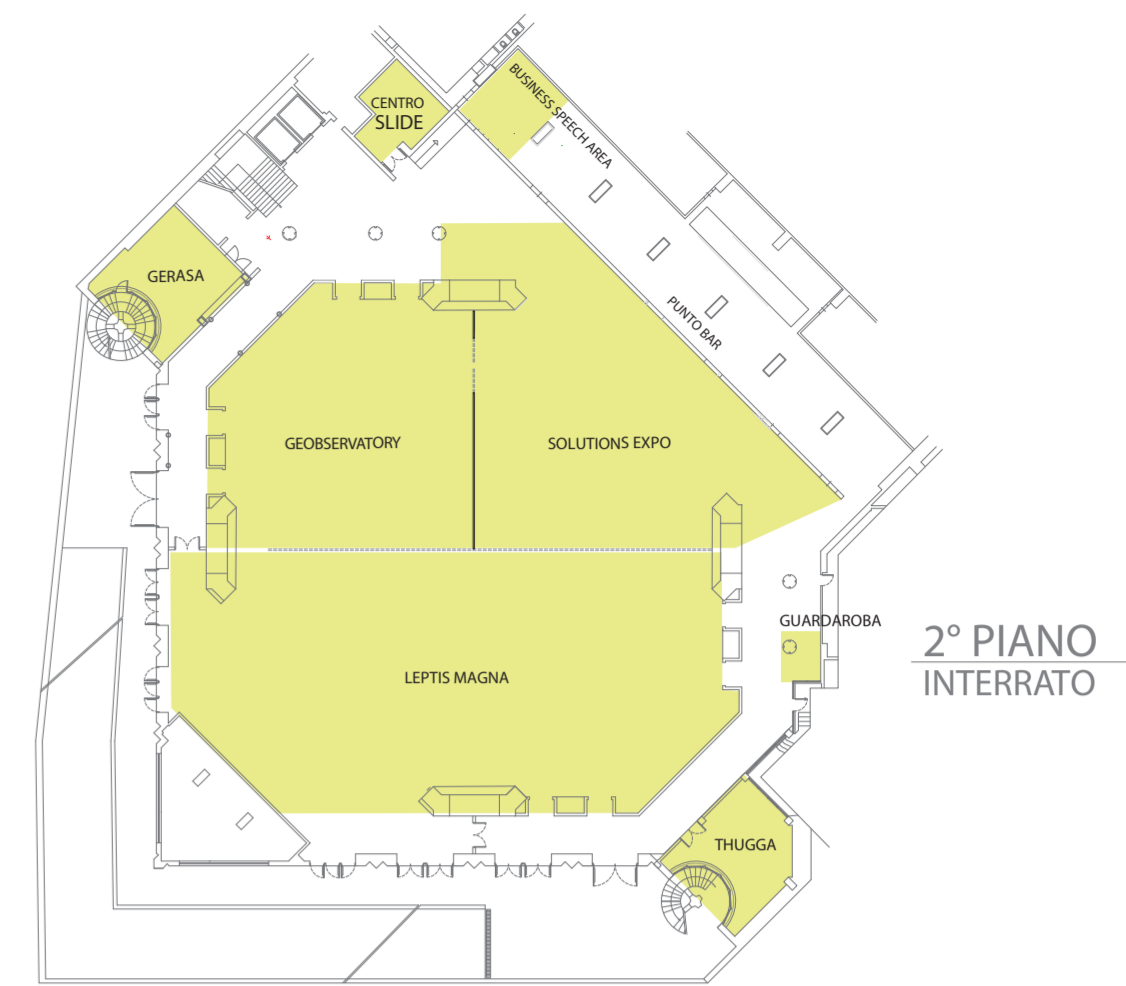 CENTRO
SLIDE
BUSINESS SPEECH AREA
GERASA
PUNTO BAR
GEOBSERVATORY
SOLUTIONS EXPO
GUARDAROBA
2° PIANO
INTERRATO
LEPTIS MAGNA
THUGGA